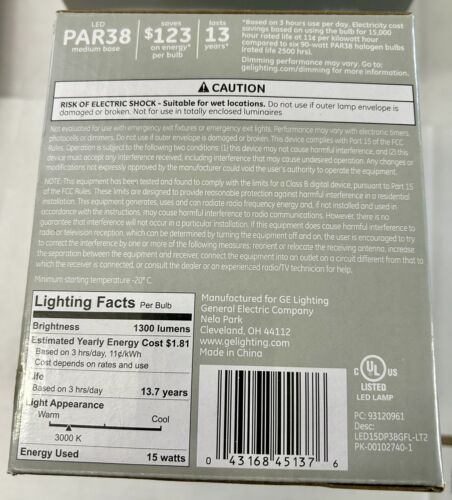 LED
PAR38
medium base
saves
$123
on energy*
per bulb
lasts
13
years*
*Based on 3 hours use per day. Electricity cost
savings based on using the bulb for 15,000
hour rated life at 11¢ per kilowatt hour
compared to six 90-watt PAR38 halogen bulbs
rated life 2500 hrs).
Dimming performance may vary. Go to:
gelighting.com/dimming for more information.
CAUTION
RISK OF ELECTRIC SHOCK - Suitable for wet locations. Do not use if outer lamp envelope is
damaged or broken. Not for use in totally enclosed luminaires
Not evaluated for use with emergency exit fixtures or emergency exit lights. Performance may vary with electronic timers,
photocells or dimmers. Do not use if outer envelope is damaged or broken. This device complies with Part 15 of the FCC
Rules. Operation is subject to the following two conditions: (1) this device may not cause harmful interference, and (2) this
device must accept any interference received, including interference that may cause undesired operation. Any changes or
modifications not expressly approved by the manufacturer could void the user's authority to operate the equipment.
NOTE: This equipment has been tested and found to comply with the limits for a Class B digital device, pursuant to Part 15
of the FCC Rules. These limits are designed to provide reasonable protection against harmful interference in a residential
installation. This equipment generates, uses and can radiate radio frequency energy and, if not installed and used in
accordance with the instructions, may cause harmful interference to radio communications. However, there is no
guarantee that interference will not occur in a particular installation. If this equipment does cause harmful interference to
radio or television reception, which can be determined by turning the equipment off and on, the user is encouraged to try
to correct the interference by one or more of the following measures: reorient or relocate the receiving antenna, increase
the separation between the equipment and receiver, connect the equipment into an outlet on a circuit different from that to
which the receiver is connected, or consult the dealer or an experienced radio/TV technician for help.
Minimum starting temperature -20° C.
Lighting Facts Per Bulb
Brightness 1300 lumens
Estimated Yearly Energy Cost $1.81
Based on 3 hrs/day, 11¢/kWh
Cost depends on rates and use
Life
Based on 3 hrs/day 13.7 years
Light Appearance
Warm Cool
3000 K
Energy Used 15 watts
Manufactured for GE Lighting
General Electric Company
Nela Park
Cleveland, OH 44112
www.gelighting.com
Made in China
0 43168 45137 6
C UL US
LISTED
LED LAMP
PC: 93120961
Desc:
LED15DP38GFL-LT2
PK-00102740-1